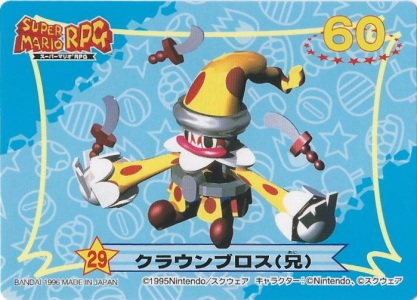 SUPER
MARIO RPG
スーパーマリオRPG
60
29
クラウンブロス(兄)
あに
BANDAI 1996 MADE IN JAPAN
©1995Nintendo/スクウェア キャラクター:©Nintendo、©スクウェア